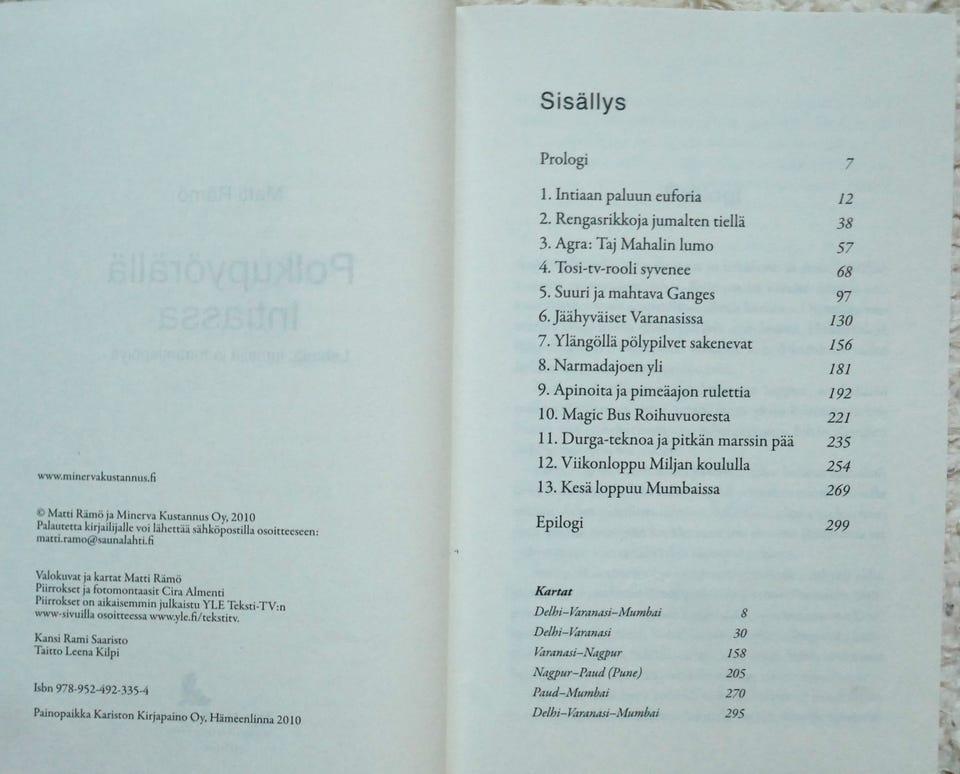 www.minervakustannus.fi
© Matti Rämö ja Minerva Kustannus Oy, 2010
Palautetta kirjailijalle voi lähettää sähköpostilla osoitteeseen:
matti.ramo@saunalahti.fi
Valokuvat ja kartat Matti Rämö
Piirrokset ja fotomontaasit Cira Almenti
Piirrokset on aikaisemmin julkaistu YLE Teksti-TV:n
www-sivuilla osoitteessa www.yle.fi/tekstitv.
Kansi Rami Saaristo
Taitto Leena Kilpi
Isbn 978-952-492-335-4
Painopaikka Kariston Kirjapaino Oy, Hämeenlinna 2010
Sisällys
Prologi 7
1. Intiaan paluun euforia 12
2. Rengasrikkoja jumalten tiellä 38
3. Agra: Taj Mahalin lumo 57
4. Tosi-tv-rooli syvenee 68
5. Suuri ja mahtava Ganges 97
6. Jäähyväiset Varanasissa 130
7. Ylängöllä pölypilvet sakenevat 156
8. Narmadajoen yli 181
9. Apinoita ja pimeäajon rulettia 192
10. Magic Bus Roihuvuoresta 221
11. Durga-teknoa ja pitkän marssin pää 235
12. Viikonloppu Miljan koululla 254
13. Kesä loppuu Mumbaissa 269
Epilogi 299
Kartat
Delhi–Varanasi–Mumbai 8
Delhi–Varanasi 30
Varanasi–Nagpur 158
Nagpur–Paud (Pune) 205
Paud–Mumbai 270
Delhi–Varanasi–Mumbai 295